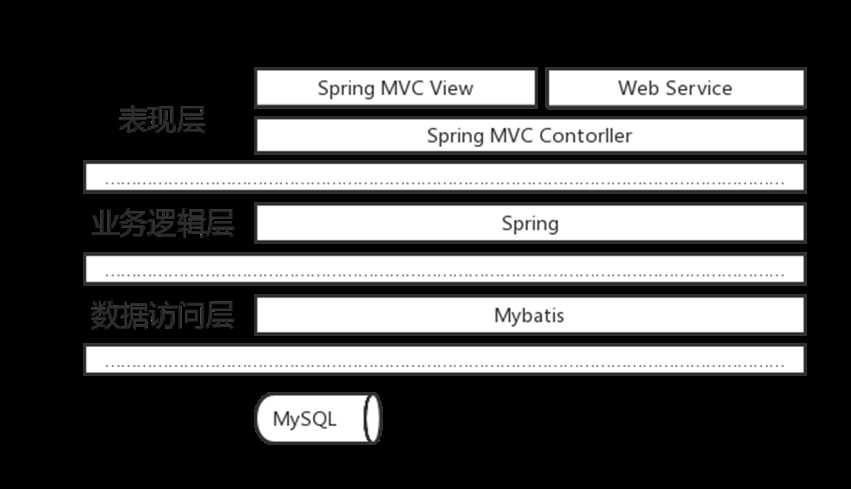 Spring MVC View
Web Service
表现层
Spring MVC Contorller
业务逻辑层
Spring
数据访问层
Mybatis
MySQL